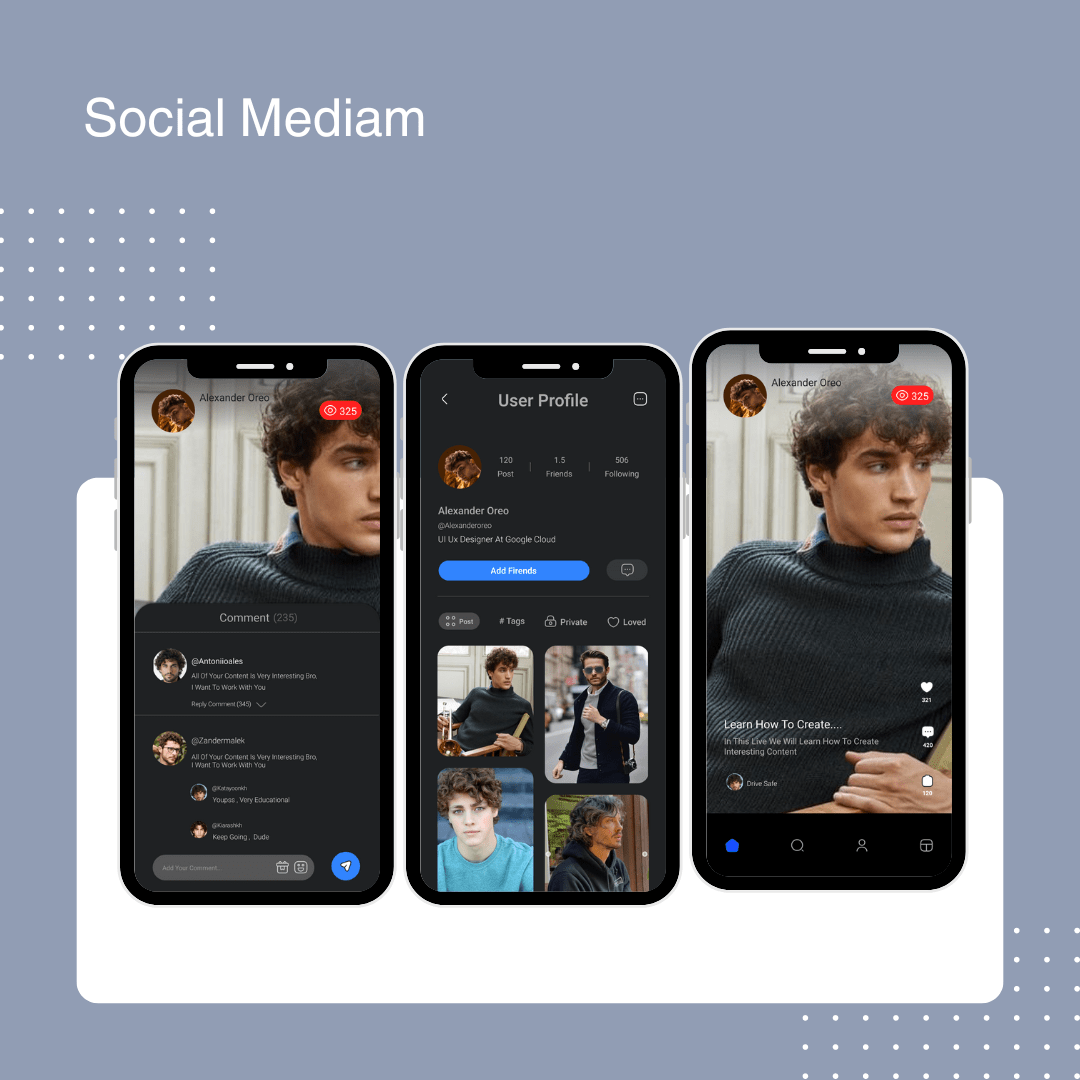 Social Mediam
Alexander Oreo
325
Comment (235)
@Antoniioales
All Of Your Content Is Very Interesting Bro.
I Want To Work With You
Reply Comment (345)
@Zandermalek
All Of Your Content Is Very Interesting Bro.
I Want To Work With You
@Katayoonkh
Youpss , Very Educational
@Kiarashkh
Keep Going , Dude
Add Your Comment...
User Profile
120 1.5 506
Post Friends Following
Alexander Oreo
@Alexanderoreo
UI Ux Designer At Google Cloud
Add Firends
Post # Tags Private Loved
Alexander Oreo
325
321
Learn How To Create....
In This Live We Will Learn How To Create
Interesting Content
420
Drive Safe
120